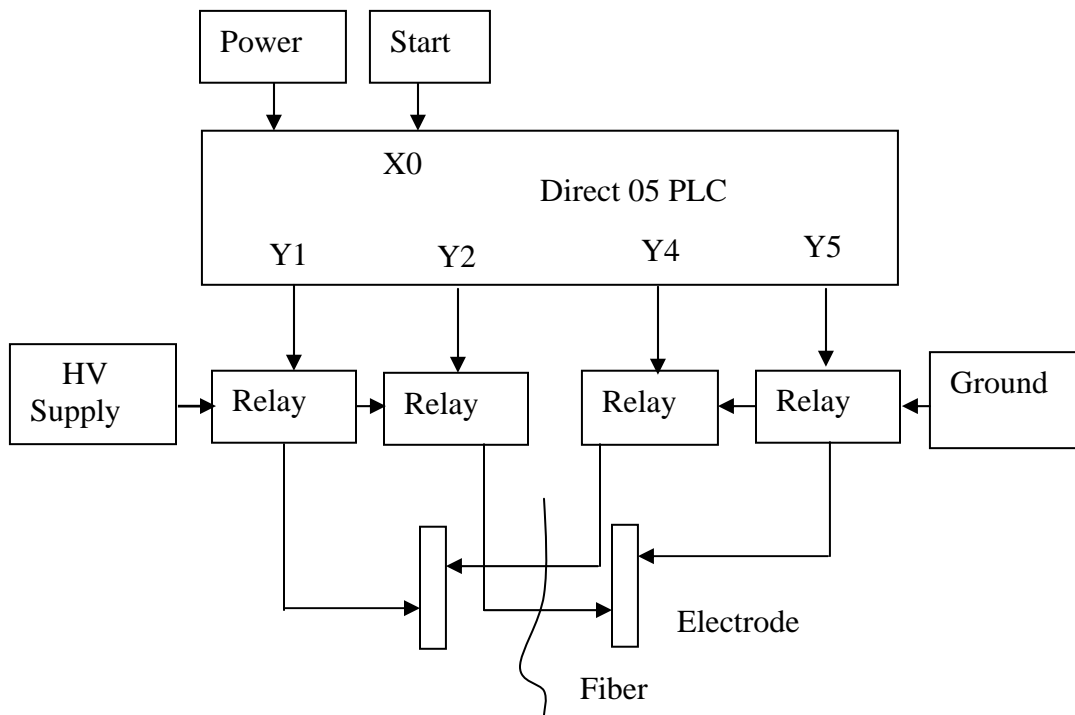 Power
Start
X0
Direct 05 PLC
Y1
Y2
Y4
Y5
HV
Supply
Relay
Relay
Relay
Relay
Ground
Electrode
Fiber